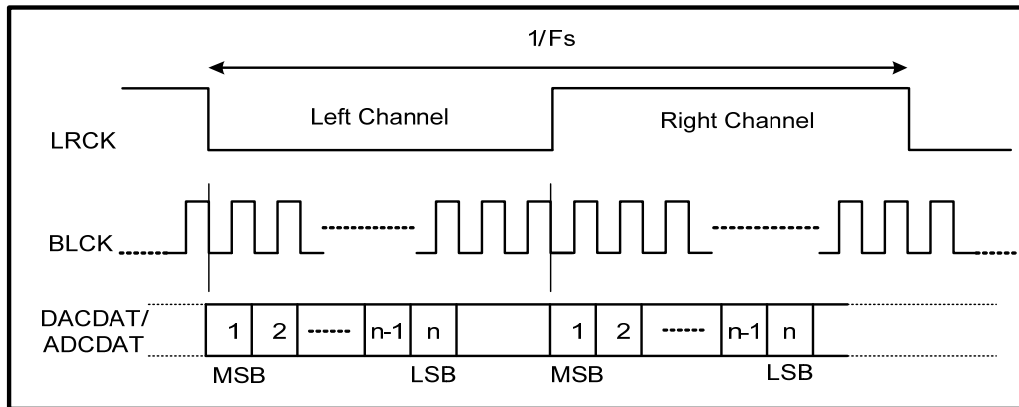 1/Fs
Left Channel
Right Channel
LRCK
BLCK
DACDAT/
ADCDAT
1 2 n-1 n 1 2 n-1 n
MSB LSB MSB LSB